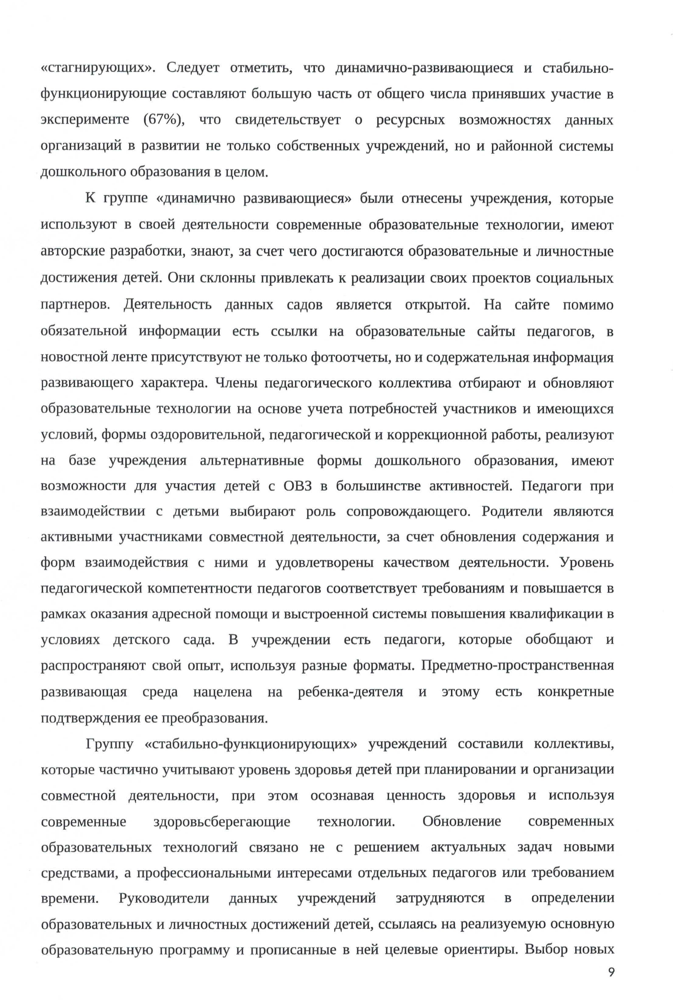 «стагнирующих». Следует отметить, что динамично-развивающиеся и стабильно-
функционирующие составляют большую часть от общего числа принявших участие в
эксперименте (67%), что свидетельствует о ресурсных возможностях данных
организаций в развитии не только собственных учреждений, но и районной системы
дошкольного образования в целом.
К группе «динамично развивающиеся» были отнесены учреждения, которые
используют в своей деятельности современные образовательные технологии, имеют
авторские разработки, знают, за счет чего достигаются образовательные и личностные
достижения детей. Они склонны привлекать к реализации своих проектов социальных
партнеров. Деятельность данных садов является открытой. На сайте помимо
обязательной информации есть ссылки на образовательные сайты педагогов, в
новостной ленте присутствуют не только фотоотчеты, но и содержательная информация
развивающего характера. Члены педагогического коллектива отбирают и обновляют
образовательные технологии на основе учета потребностей участников и имеющихся
условий, формы оздоровительной, педагогической и коррекционной работы, реализуют
на базе учреждения альтернативные формы дошкольного образования, имеют
возможности для участия детей с ОВЗ в большинстве активностей. Педагоги при
взаимодействии с детьми выбирают роль сопровождающего. Родители являются
активными участниками совместной деятельности, за счет обновления содержания и
форм взаимодействия с ними и удовлетворены качеством деятельности. Уровень
педагогической компетентности педагогов соответствует требованиям и повышается в
рамках оказания адресной помощи и выстроенной системы повышения квалификации в
условиях детского сада. В учреждении есть педагоги, которые обобщают и
распространяют свой опыт, используя разные форматы. Предметно-пространственная
развивающая среда нацелена на ребенка-деятеля и этому есть конкретные
подтверждения ее преобразования.
Группу «стабильно-функционирующих» учреждений составили коллективы,
которые частично учитывают уровень здоровья детей при планировании и организации
совместной деятельности, при этом осознавая ценность здоровья и используя
современные здоровьсберегающие технологии. Обновление современных
образовательных технологий связано не с решением актуальных задач новыми
средствами, а профессиональными интересами отдельных педагогов или требованием
времени. Руководители данных учреждений затрудняются в определении
образовательных и личностных достижений детей, ссылаясь на реализуемую основную
образовательную программу и прописанные в ней целевые ориентиры. Выбор новых
9